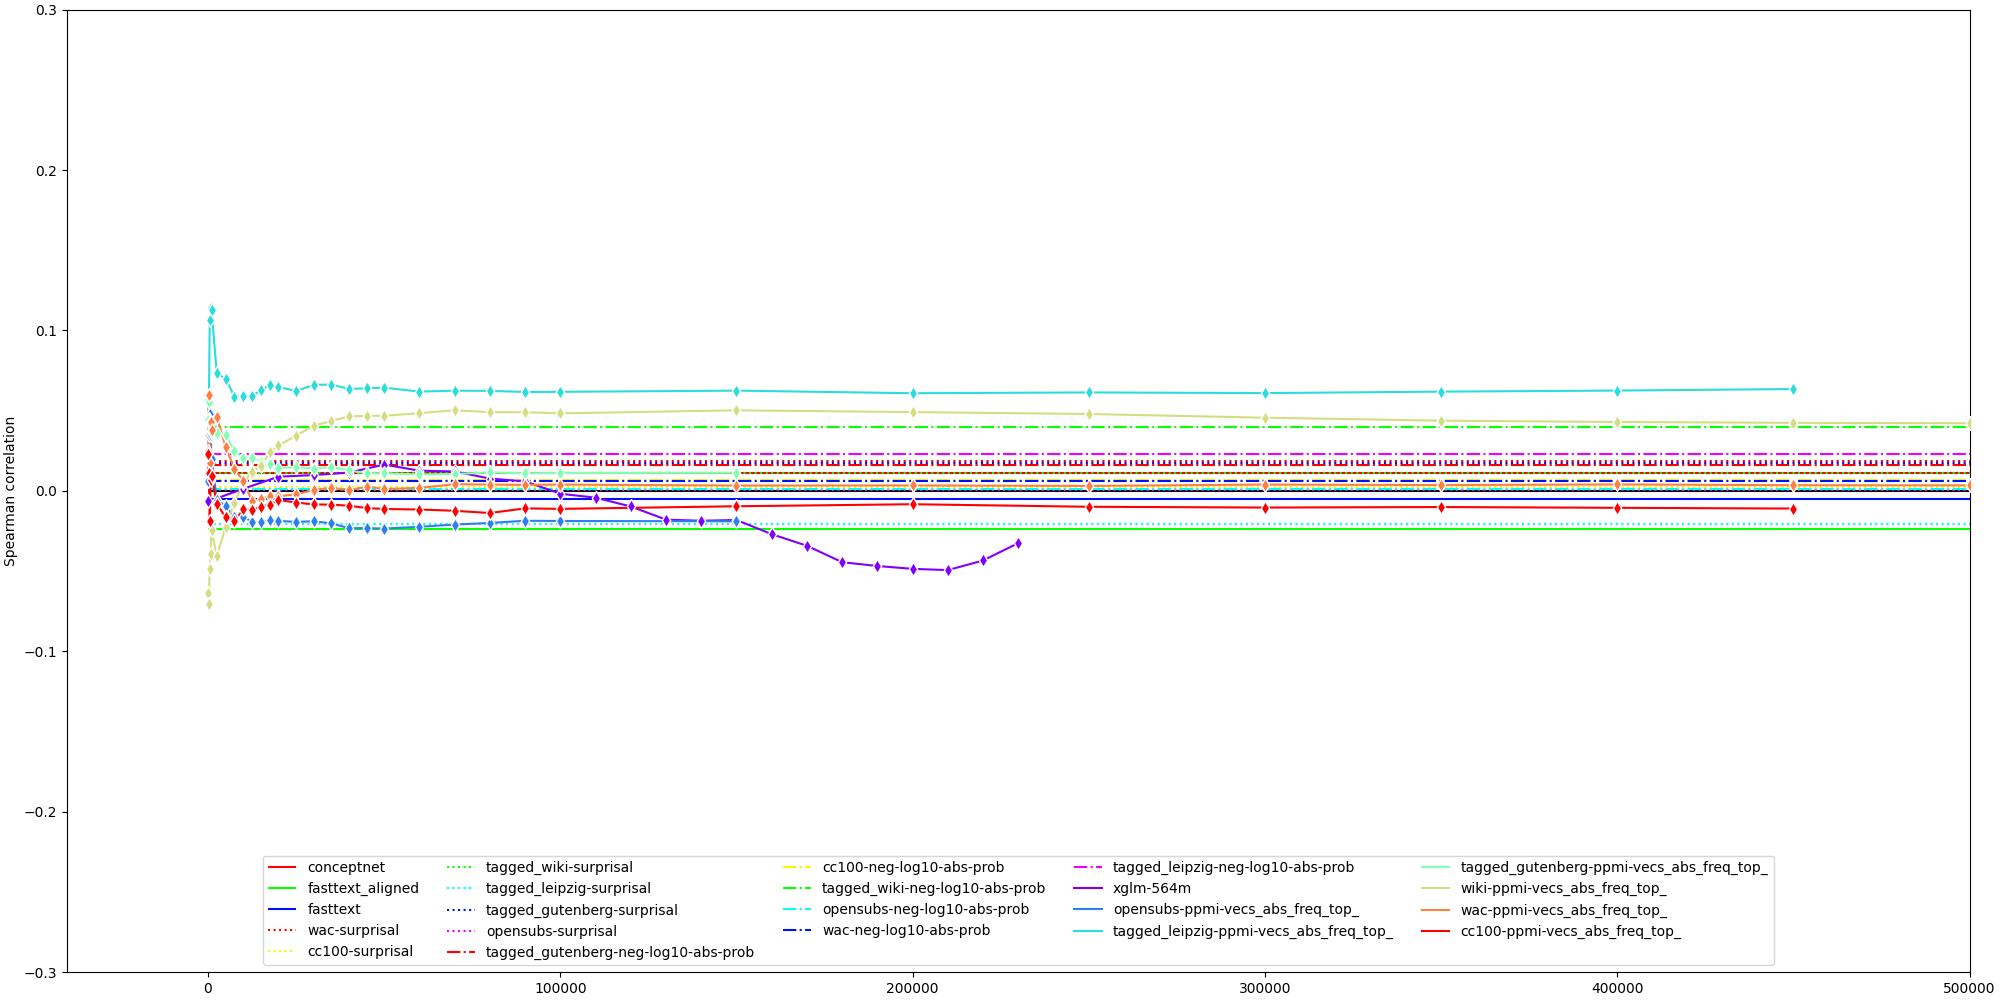 0.3
0.2
0.1
0.0
−0.1
−0.2
−0.3
Spearman correlation
0
100000
200000
300000
400000
500000
conceptnet
fasttext_aligned
fasttext
wac-surprisal
cc100-surprisal
tagged_wiki-surprisal
tagged_leipzig-surprisal
tagged_gutenberg-surprisal
opensubs-surprisal
tagged_gutenberg-neg-log10-abs-prob
cc100-neg-log10-abs-prob
tagged_wiki-neg-log10-abs-prob
opensubs-neg-log10-abs-prob
wac-neg-log10-abs-prob
tagged_leipzig-neg-log10-abs-prob
xglm-564m
opensubs-ppmi-vecs_abs_freq_top_
tagged_leipzig-ppmi-vecs_abs_freq_top_
tagged_gutenberg-ppmi-vecs_abs_freq_top_
wiki-ppmi-vecs_abs_freq_top_
wac-ppmi-vecs_abs_freq_top_
cc100-ppmi-vecs_abs_freq_top_